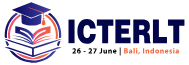 ICTERLT
26 - 27 June | Bali, Indonesia